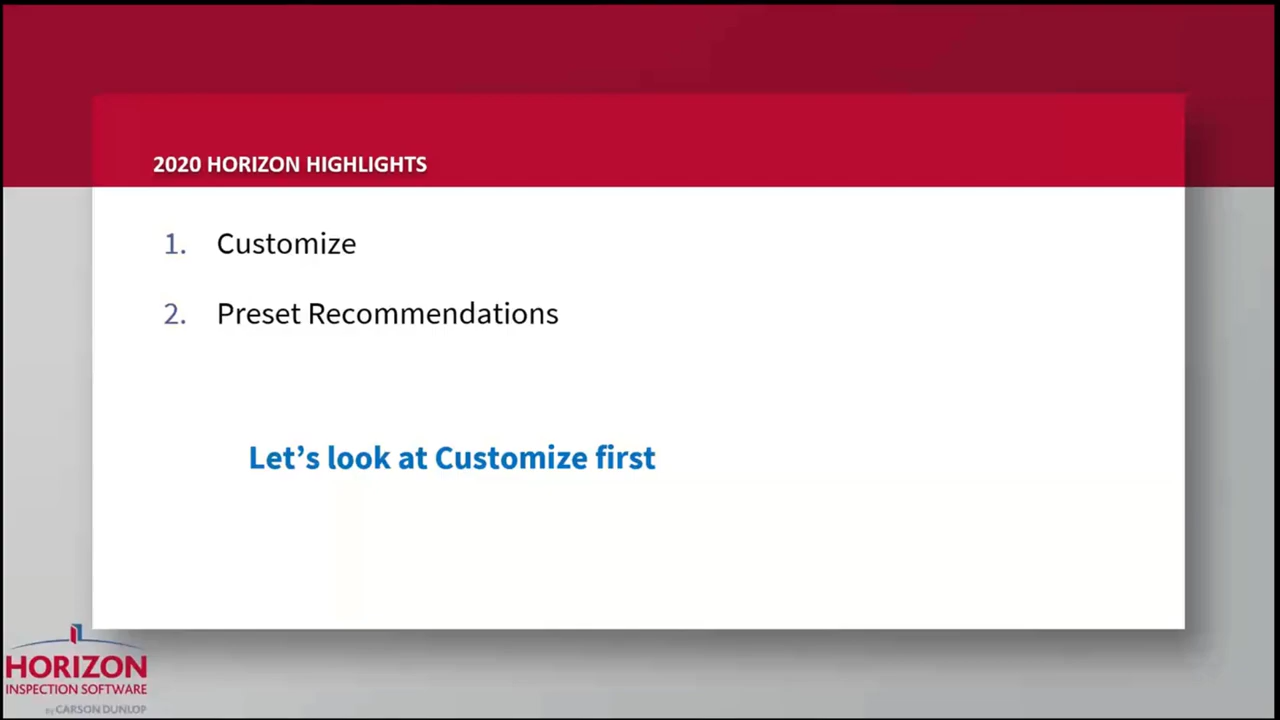 2020 HORIZON HIGHLIGHTS
1. Customize
2. Preset Recommendations
Let’s look at Customize first
HORIZON
INSPECTION SOFTWARE
by CARSON DUNLOP